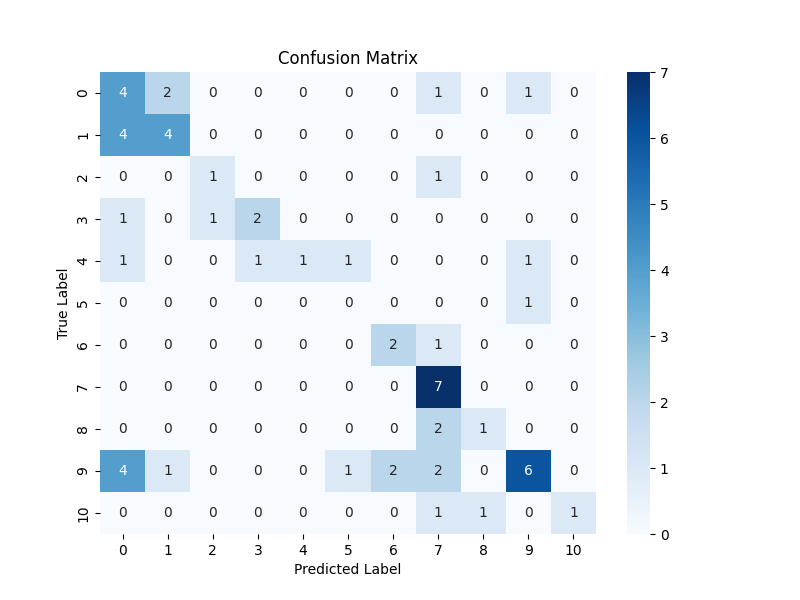 Confusion Matrix
0 4 2 0 0 0 0 0 1 0 1 0
1 4 4 0 0 0 0 0 0 0 0 0
2 0 0 1 0 0 0 0 1 0 0 0
3 1 0 1 2 0 0 0 0 0 0 0
4 1 0 0 1 1 1 0 0 0 1 0
5 0 0 0 0 0 0 0 0 0 1 0
6 0 0 0 0 0 0 2 1 0 0 0
7 0 0 0 0 0 0 0 7 0 0 0
8 0 0 0 0 0 0 0 2 1 0 0
9 4 1 0 0 0 1 2 2 0 6 0
10 0 0 0 0 0 0 0 1 1 0 1
0 1 2 3 4 5 6 7 8 9 10
Predicted Label
True Label
7
6
5
4
3
2
1
0